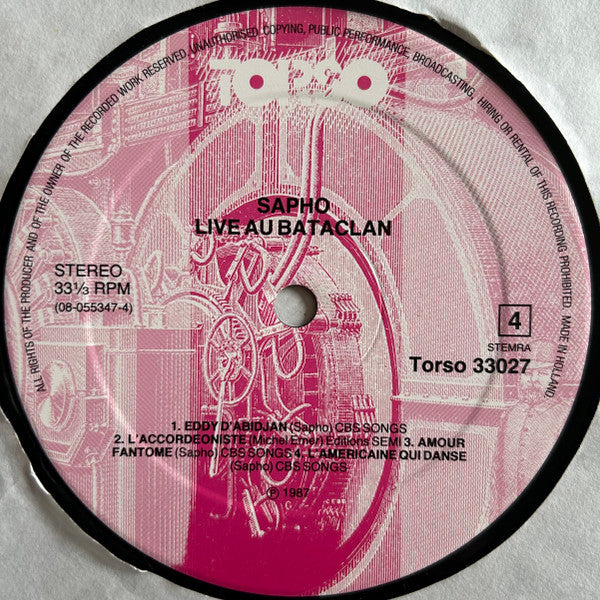 ALL RIGHTS OF THE PRODUCER AND OF THE OWNER OF THE RECORDED WORK RESERVED. UNAUTHORISED COPYING, PUBLIC PERFORMANCE, BROADCASTING, HIRING OR RENTAL OF THIS RECORDING PROHIBITED. MADE IN HOLLAND
TORSO
SAPHO
LIVE AU BATACLAN
STEREO
33⅓ RPM
(08-055347-4)
4
STEMRA
Torso 33027
1. EDDY D'ABIDJAN (Sapho) CBS SONGS
2. L'ACCORDEONISTE (Michel Emer) Editions SEMI 3. AMOUR
FANTOME (Sapho) CBS SONGS 4. L'AMERICAINE QUI DANSE
(Sapho) CBS SONGS
℗ 1987